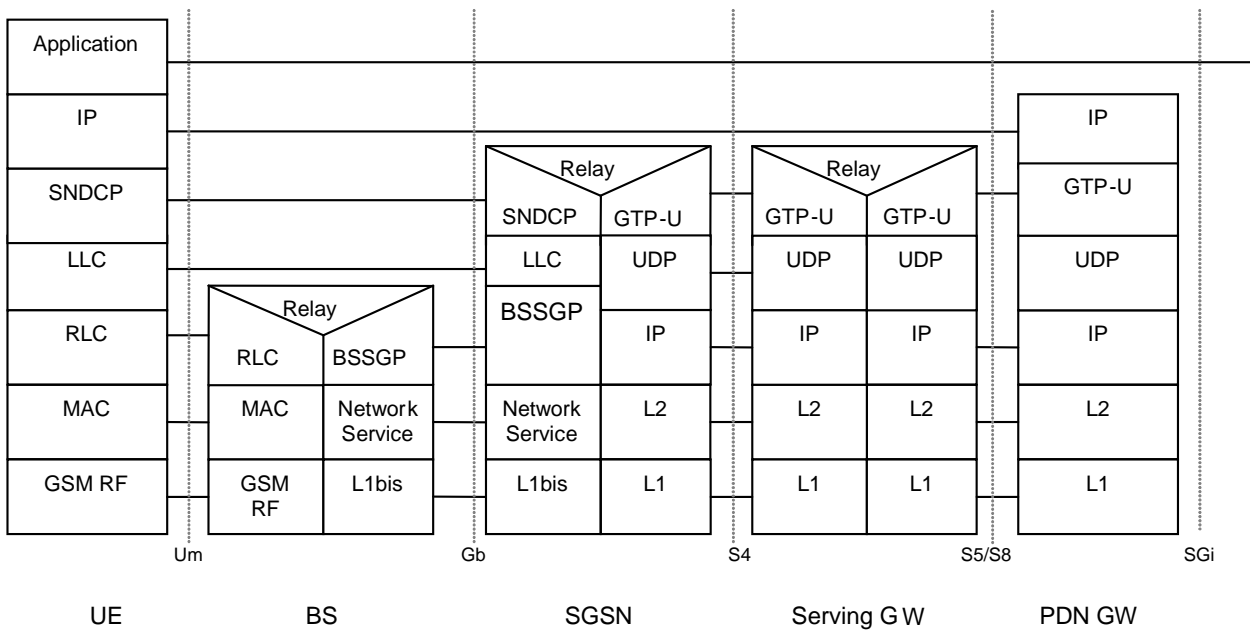 Application
IP
IP
Relay
Relay
SNDCP
GTP-U
SNDCP
GTP-U
GTP-U
GTP-U
LLC
LLC
UDP
UDP
UDP
UDP
Relay
BSSGP
RLC
IP
IP
IP
IP
RLC
BSSGP
MAC
MAC
Network
Service
Network
Service
L2
L2
L2
L2
GSM RF
GSM
RF
L1bis
L1bis
L1
L1
L1
L1
Um
Gb
S4
S5/S8
SGi
UE
BS
SGSN
Serving GW
PDN GW